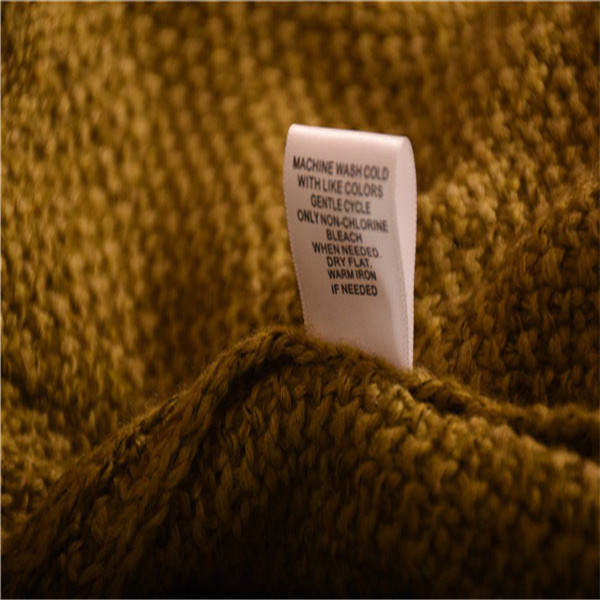 MACHINE WASH COLD
WITH LIKE COLORS
GENTLE CYCLE
ONLY NON-CHLORINE
BLEACH
WHEN NEEDED.
DRY FLAT.
WARM IRON
IF NEEDED